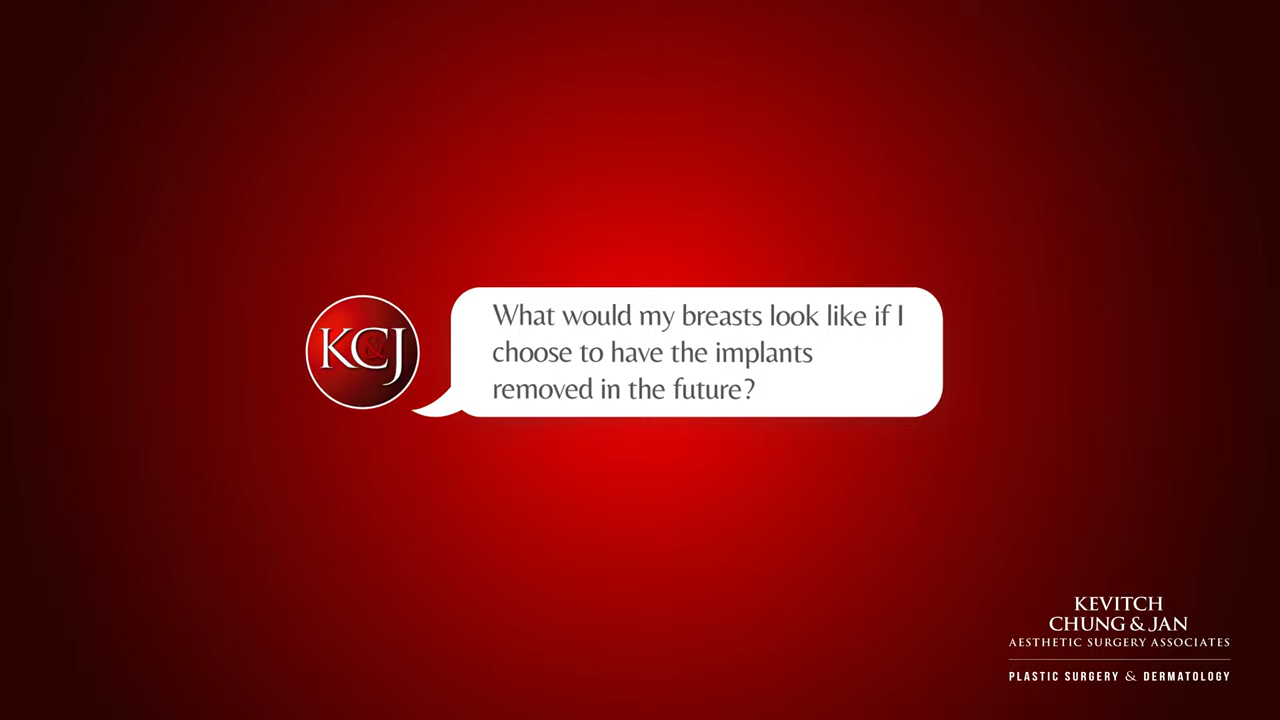 KC&J
What would my breasts look like if I
choose to have the implants
removed in the future?
KEVITCH
CHUNG & JAN
AESTHETIC SURGERY ASSOCIATES
PLASTIC SURGERY & DERMATOLOGY